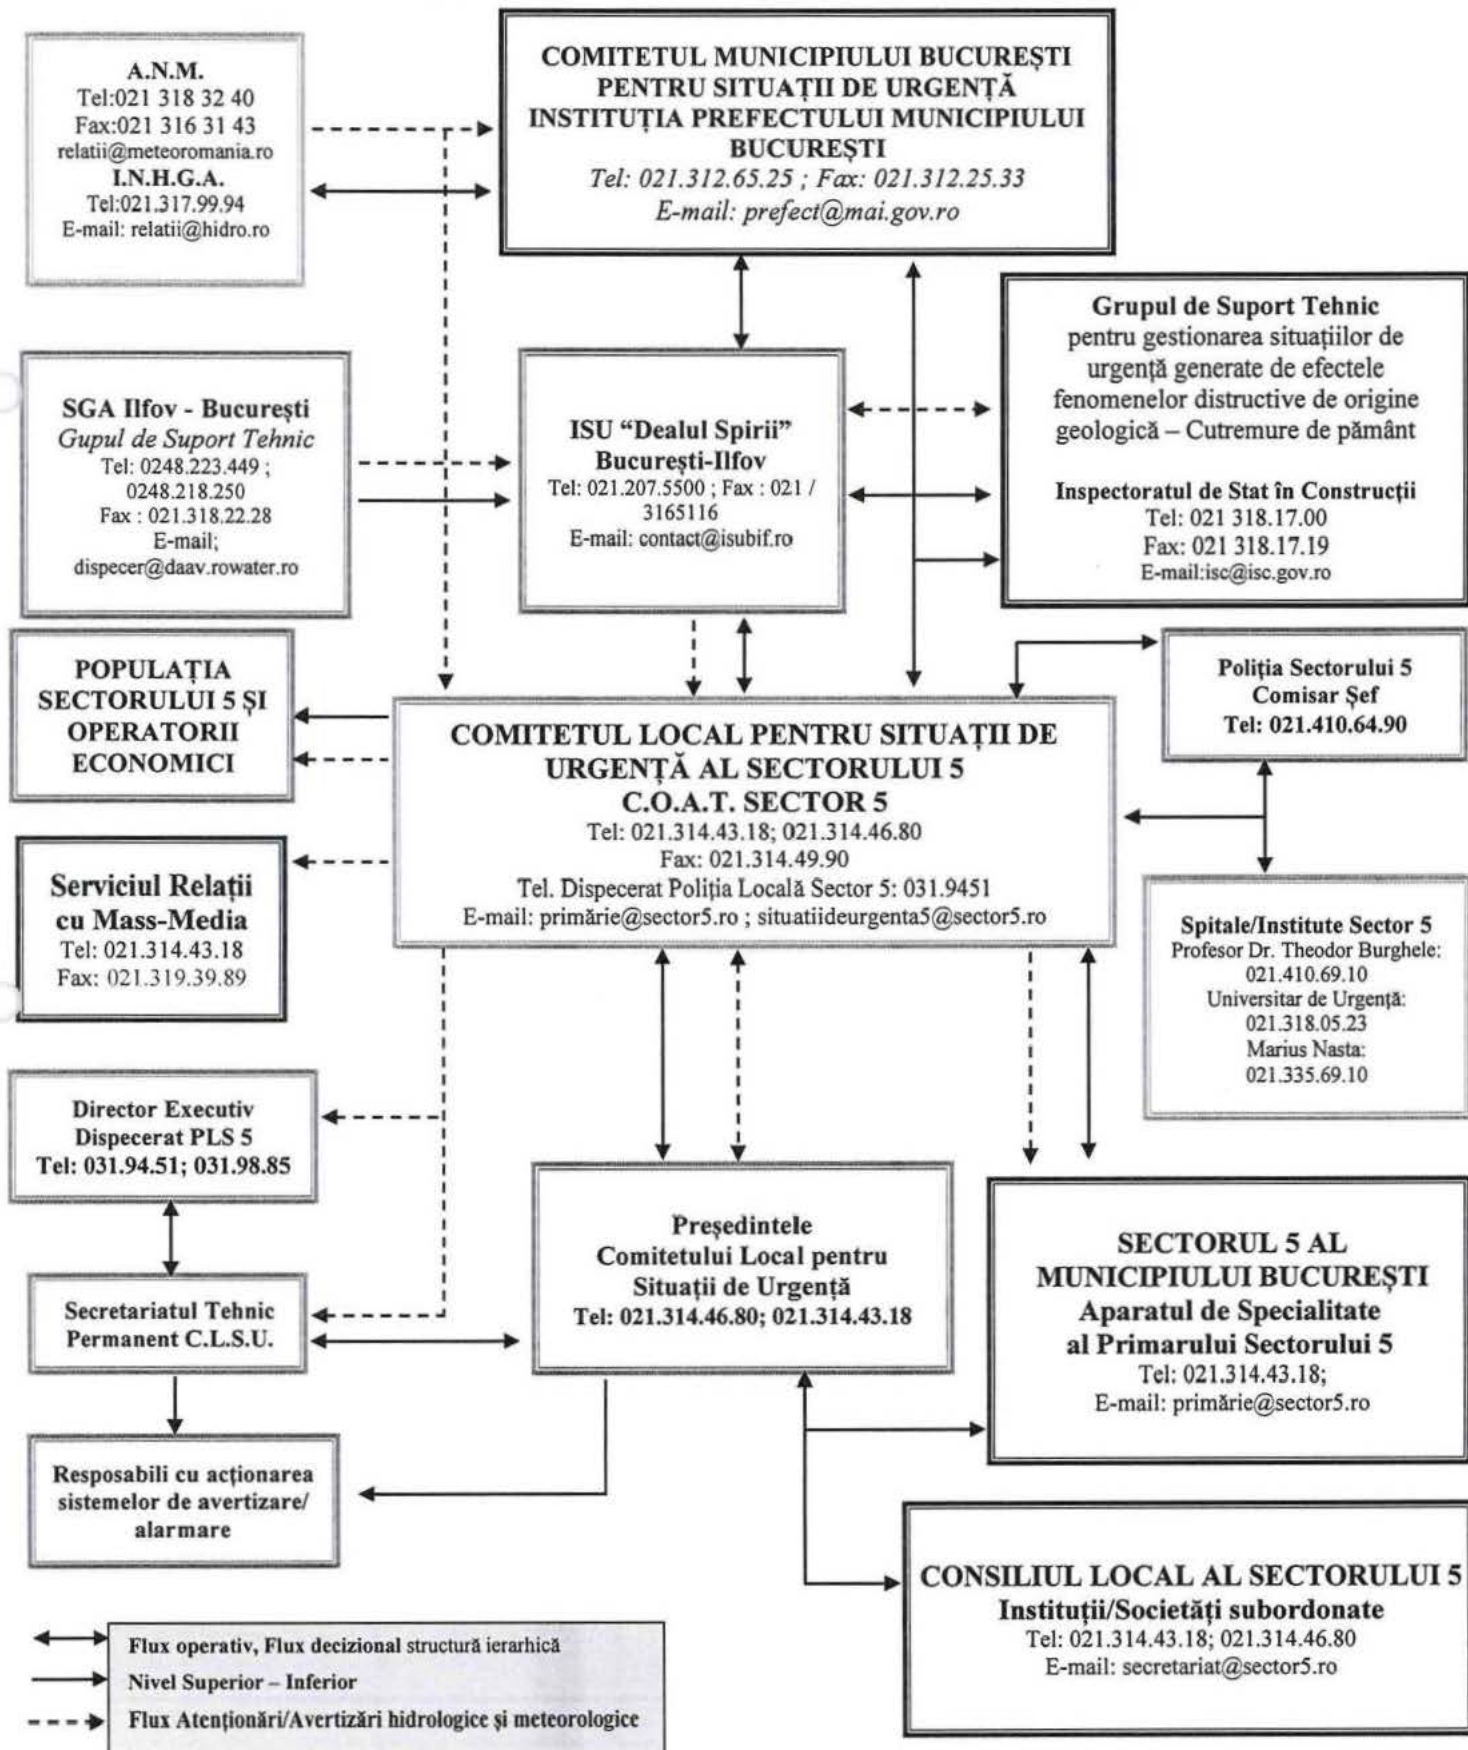 A.N.M.
Tel:021 318 32 40
Fax:021 316 31 43
relatii@meteoromania.ro
I.N.H.G.A.
Tel:021.317.99.94
E-mail: relatii@hidro.ro
COMITETUL MUNICIPIULUI BUCUREȘTI
PENTRU SITUAȚII DE URGENȚĂ
INSTITUȚIA PREFECTULUI MUNICIPIULUI
BUCUREȘTI
Tel: 021.312.65.25 ; Fax: 021.312.25.33
E-mail: prefect@mai.gov.ro
SGA Ilfov - București
Gupul de Suport Tehnic
Tel: 0248.223.449 ;
0248.218.250
Fax : 021.318.22.28
E-mail;
dispecer@daav.rowater.ro
ISU “Dealul Spirii”
București-Ilfov
Tel: 021.207.5500 ; Fax : 021 /
3165116
E-mail: contact@isubif.ro
Grupul de Suport Tehnic
pentru gestionarea situațiilor de
urgență generate de efectele
fenomenelor distructive de origine
geologică – Cutremure de pământ
Inspectoratul de Stat în Construcții
Tel: 021 318.17.00
Fax: 021 318.17.19
E-mail:isc@isc.gov.ro
POPULAȚIA
SECTORULUI 5 ȘI
OPERATORII
ECONOMICI
COMITETUL LOCAL PENTRU SITUAȚII DE
URGENȚĂ AL SECTORULUI 5
C.O.A.T. SECTOR 5
Tel: 021.314.43.18; 021.314.46.80
Fax: 021.314.49.90
Tel. Dispecerat Poliția Locală Sector 5: 031.9451
E-mail: primărie@sector5.ro ; situatiideurgenta5@sector5.ro
Poliția Sectorului 5
Comisar Șef
Tel: 021.410.64.90
Serviciul Relații
cu Mass-Media
Tel: 021.314.43.18
Fax: 021.319.39.89
Spitale/Institute Sector 5
Profesor Dr. Theodor Burghele:
021.410.69.10
Universitar de Urgență:
021.318.05.23
Marius Nasta:
021.335.69.10
Director Executiv
Dispecerat PLS 5
Tel: 031.94.51; 031.98.85
Președintele
Comitetului Local pentru
Situații de Urgență
Tel: 021.314.46.80; 021.314.43.18
SECTORUL 5 AL
MUNICIPIULUI BUCUREȘTI
Aparatul de Specialitate
al Primarului Sectorului 5
Tel: 021.314.43.18;
E-mail: primărie@sector5.ro
Secretariatul Tehnic
Permanent C.L.S.U.
Resposabili cu acționarea
sistemelor de avertizare/
alarmare
CONSILIUL LOCAL AL SECTORULUI 5
Instituții/Societăți subordonate
Tel: 021.314.43.18; 021.314.46.80
E-mail: secretariat@sector5.ro
Flux operativ, Flux decizional structură ierarhică
Nivel Superior – Inferior
Flux Atenționări/Avertizări hidrologice și meteorologice